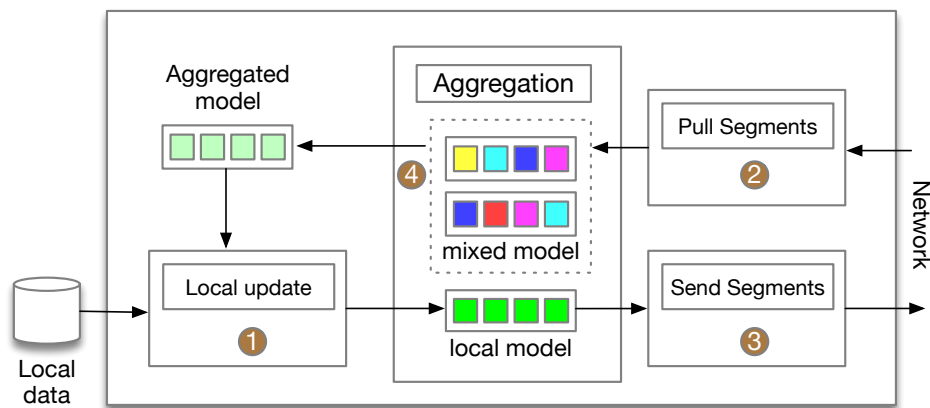 Aggregated
model
Aggregation
Pull Segments
2
4
mixed model
Network
Local update
1
local model
Send Segments
3
Local
data